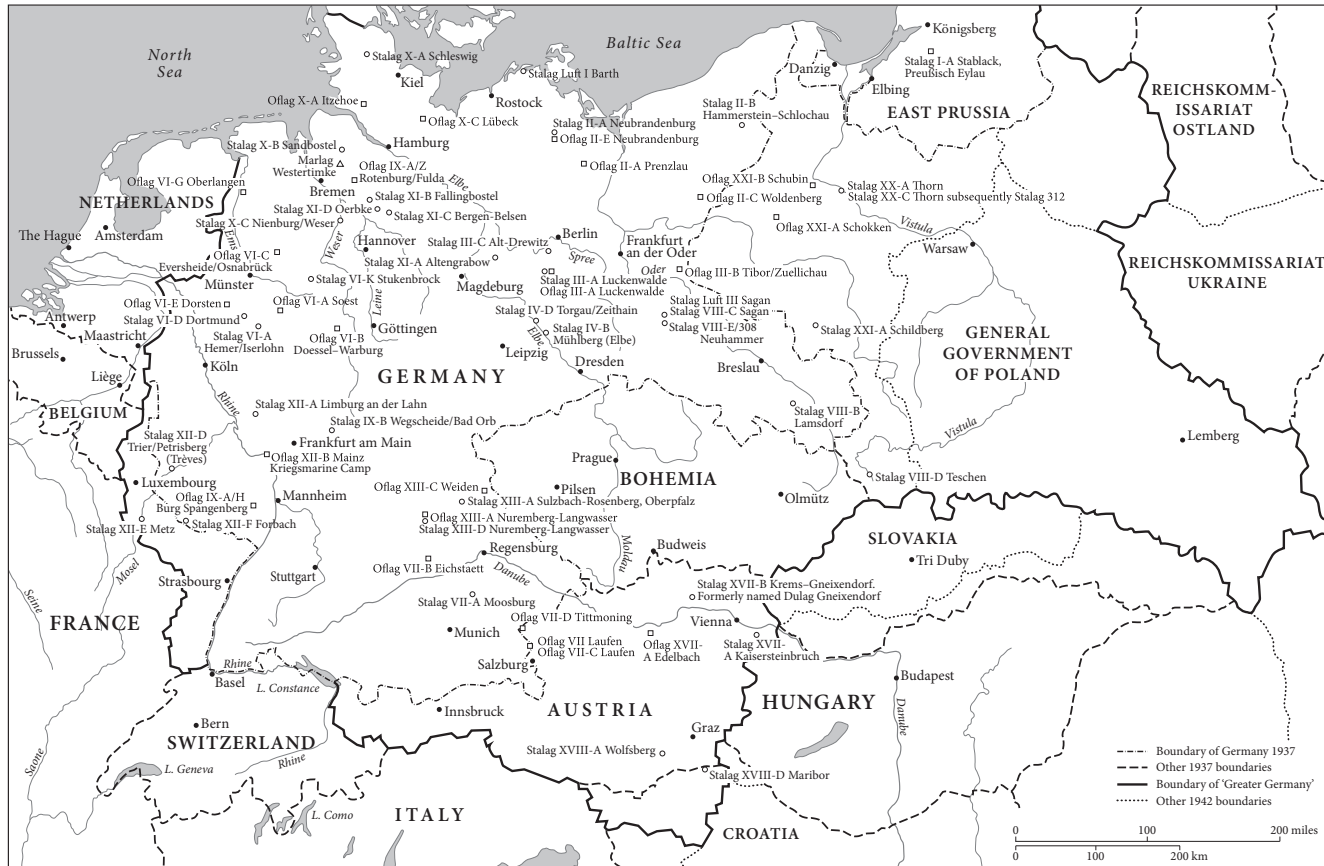 North
Sea
Baltic Sea
Königsberg
Stalag I-A Stablack,
Preußisch Eylau
Stalag X-A Schleswig
Kiel
Stalag Luft I Barth
Danzig
Elbing
EAST PRUSSIA
REICHSKOMM-
ISSARIAT
OSTLAND
Oflag X-A Itzehoe
Rostock
Oflag X-C Lübeck
Stalag II-B
Hammerstein–Schlochau
Stalag II-A Neubrandenburg
Oflag II-E Neubrandenburg
Stalag X-B Sandbostel
Hamburg
Marlag
Westertimke
Oflag IX-A/Z
Rotenburg/Fulda
Oflag II-A Prenzlau
Bremen
Elbe
Oflag VI-G Oberlangen
Oflag XXI-B Schubin
Stalag XX-A Thorn
Stalag XX-C Thorn subsequently Stalag 312
Stalag XI-B Fallingbostel
Oflag II-C Woldenberg
NETHERLANDS
Stalag XI-D Oerbke
Stalag XI-C Bergen-Belsen
Stalag X-C Nienburg/Weser
Oflag XXI-A Schokken
Vistula
The Hague
Amsterdam
Ems
Weser
Hannover
Stalag III-C Alt-Drewitz
Berlin
Spree
Frankfurt
an der Oder
Warsaw
Oflag VI-C
Eversheide/Osnabrück
Stalag XI-A Altengrabow
Oder
Oflag III-B Tibor/Zuellichau
REICHSKOMMISSARIAT
UKRAINE
Münster
Stalag VI-K Stukenbrock
Magdeburg
Stalag III-A Luckenwalde
Oflag III-A Luckenwalde
Leine
Oflag VI-E Dorsten
Oflag VI-A Soest
Stalag Luft III Sagan
Stalag VIII-C Sagan
Stalag VIII-E/308
Neuhammer
Antwerp
Stalag VI-D Dortmund
Stalag IV-D Torgau/Zeithain
Stalag XXI-A Schildberg
Maastricht
Stalag VI-A
Hemer/Iserlohn
Oflag VI-B
Doessel–Warburg
Göttingen
Elbe
Stalag IV-B
Mühlberg (Elbe)
GENERAL
GOVERNMENT
OF POLAND
Brussels
Leipzig
Köln
Dresden
Breslau
Liège
GERMANY
Rhine
BELGIUM
Stalag XII-A Limburg an der Lahn
Stalag VIII-B
Lamsdorf
Stalag IX-B Wegscheide/Bad Orb
Vistula
Stalag XII-D
Trier/Petrisberg
(Trèves)
Frankfurt am Main
Lemberg
Oflag XII-B Mainz
Kriegsmarine Camp
Prague
BOHEMIA
Stalag VIII-D Teschen
Luxembourg
Oflag XIII-C Weiden
Pilsen
Olmütz
Oflag IX-A/H
Burg Spangenberg
Mannheim
Stalag XIII-A Sulzbach-Rosenberg, Oberpfalz
Stalag XII-E Metz
Stalag XII-F Forbach
Oflag XIII-A Nuremberg-Langwasser
Stalag XIII-D Nuremberg-Langwasser
SLOVAKIA
Moldau
Regensburg
Budweis
Tri Duby
Mosel
Strasbourg
Stuttgart
Oflag VII-B Eichstaett
Danube
Stalag XVII-B Krems–Gneixendorf.
Formerly named Dulag Gneixendorf
Seine
Stalag VII-A Moosburg
FRANCE
Munich
Oflag VII-D Tittmoning
Vienna
Oflag VII Laufen
Oflag VII-C Laufen
Oflag XVII-
A Edelbach
Stalag XVII-
A Kaisersteinbruch
Salzburg
Rhine
Basel
L. Constance
Budapest
HUNGARY
Innsbruck
AUSTRIA
Danube
Bern
SWITZERLAND
Graz
Stalag XVIII-A Wolfsberg
Rhine
Saone
L. Geneva
Stalag XVIII-D Maribor
L. Como
ITALY
CROATIA
Boundary of Germany 1937
Other 1937 boundaries
Boundary of ‘Greater Germany’
Other 1942 boundaries
0 100 200 miles
0 100 200 km